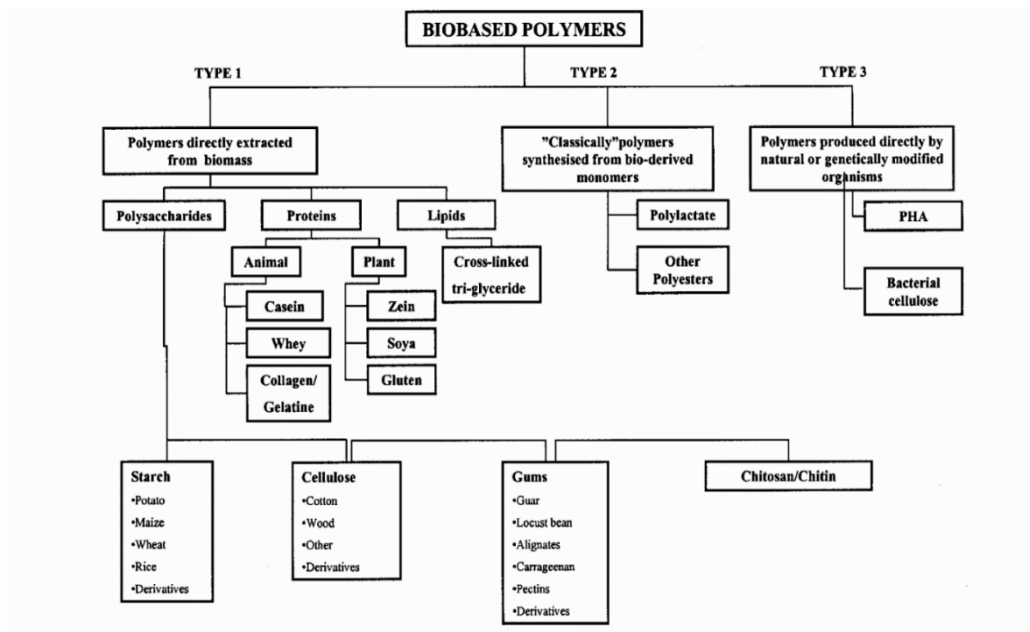 BIOBASED POLYMERS
TYPE 1
TYPE 2
TYPE 3
Polymers directly extracted
from biomass
"Classically"polymers
synthesised from bio-derived
monomers
Polymers produced directly by
natural or genetically modified
organisms
Polysaccharides
Proteins
Lipids
Polylactate
PHA
Animal
Plant
Cross-linked
tri-glyceride
Other
Polyesters
Bacterial
cellulose
Casein
Zein
Whey
Soya
Collagen/
Gelatine
Gluten
Starch
•Potato
•Maize
•Wheat
•Rice
•Derivatives
Cellulose
•Cotton
•Wood
•Other
•Derivatives
Gums
•Guar
•Locust bean
•Alignates
•Carrageenan
•Pectins
•Derivatives
Chitosan/Chitin